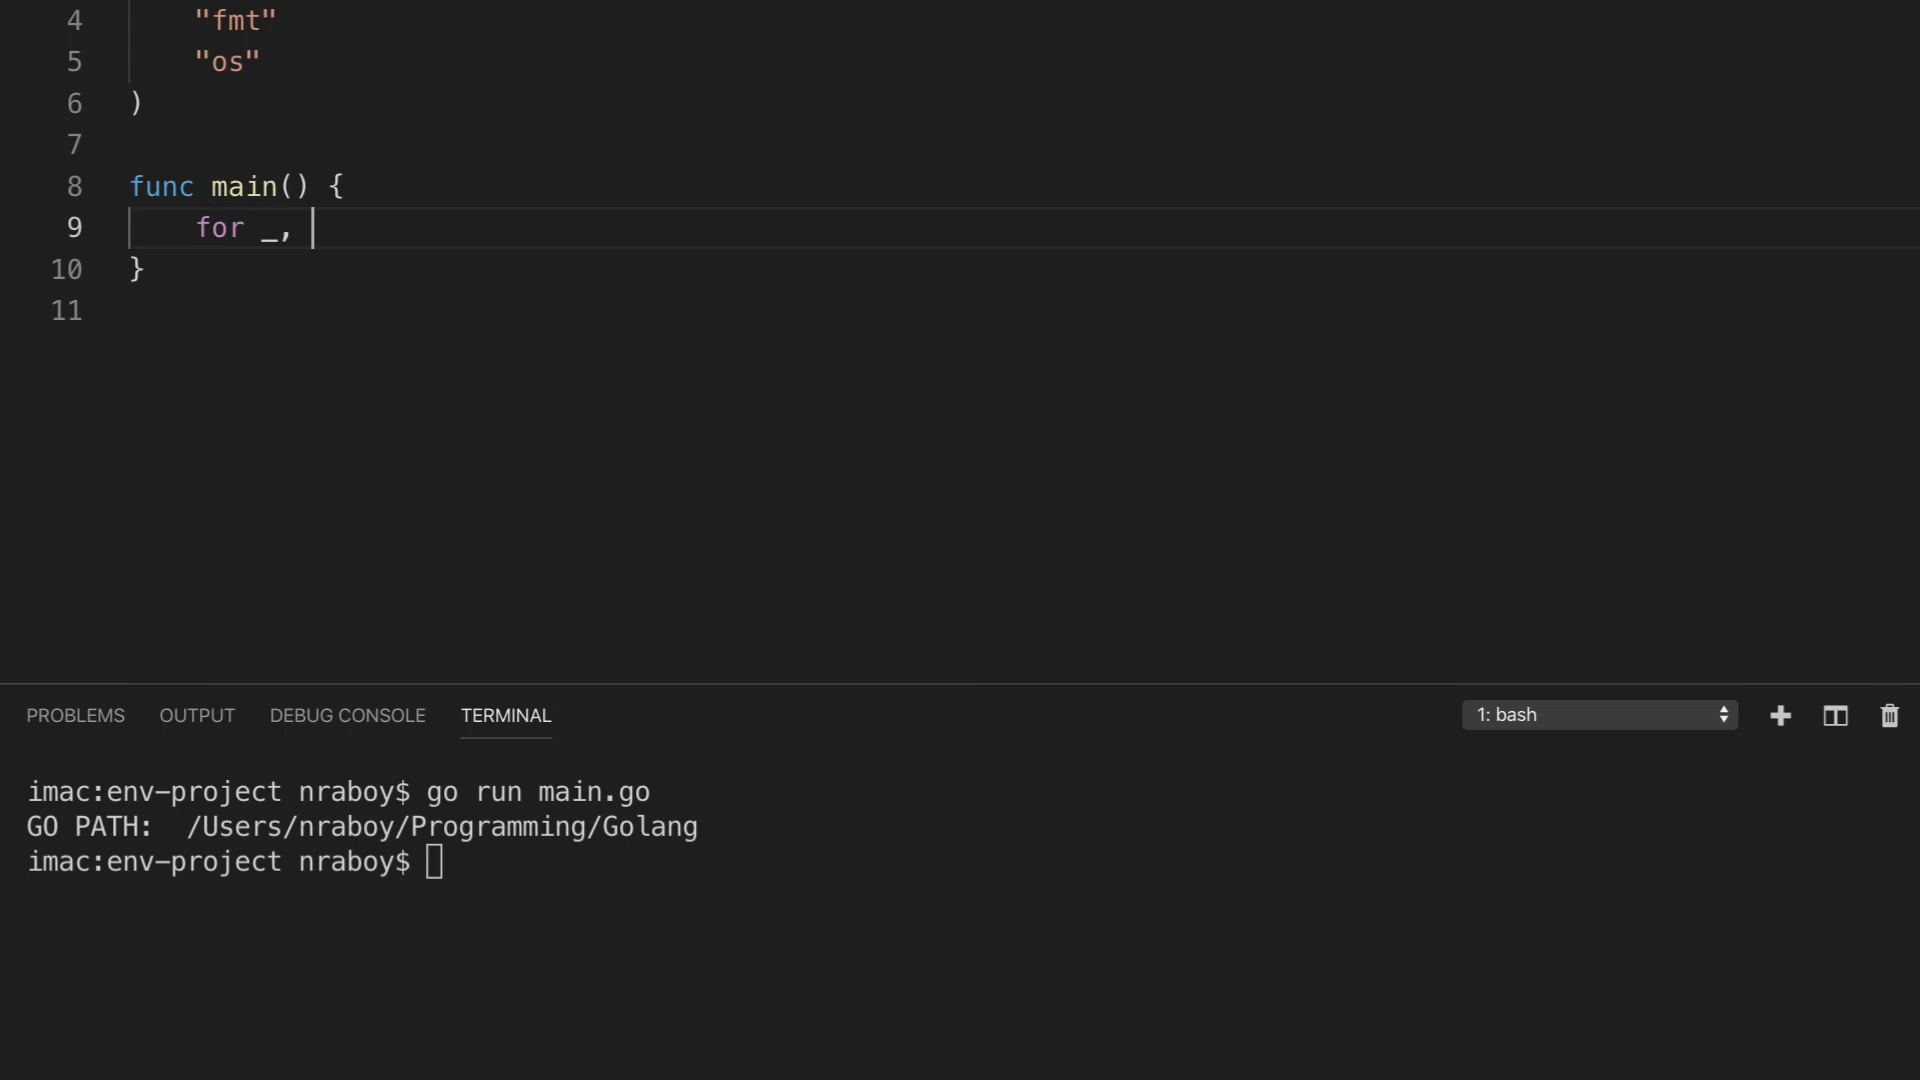 4 "fmt"
5 "os"
6 )
7
8 func main() {
9 for _,
10 }
11
PROBLEMS OUTPUT DEBUG CONSOLE TERMINAL 1: bash
imac:env-project nraboy$ go run main.go
GO PATH:  /Users/nraboy/Programming/Golang
imac:env-project nraboy$